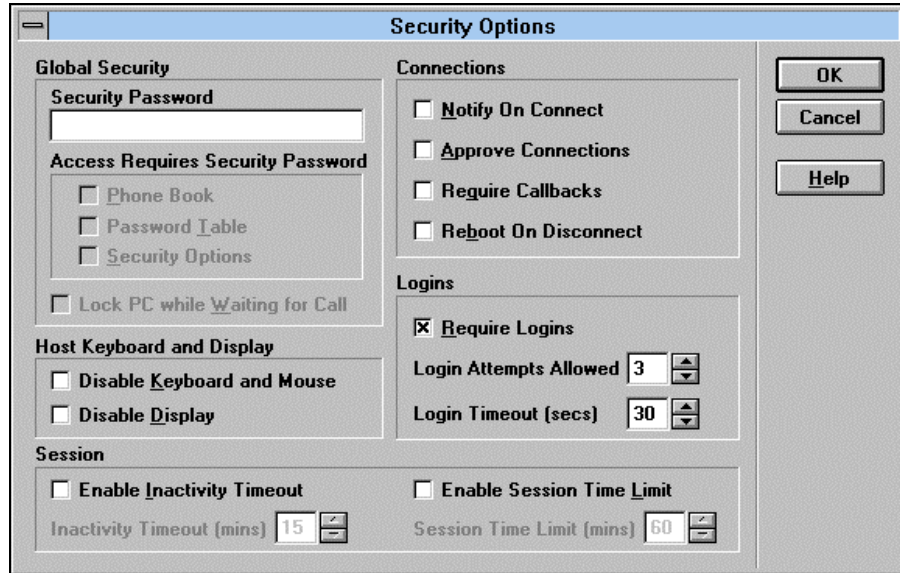 Security Options
Global Security
Security Password
Access Requires Security Password
Phone Book
Password Table
Security Options
Lock PC while Waiting for Call
Host Keyboard and Display
Disable Keyboard and Mouse
Disable Display
Connections
Notify On Connect
Approve Connections
Require Callbacks
Reboot On Disconnect
Logins
Require Logins
Login Attempts Allowed 3
Login Timeout (secs) 30
Session
Enable Inactivity Timeout
Inactivity Timeout (mins) 15
Enable Session Time Limit
Session Time Limit (mins) 60
OK
Cancel
Help